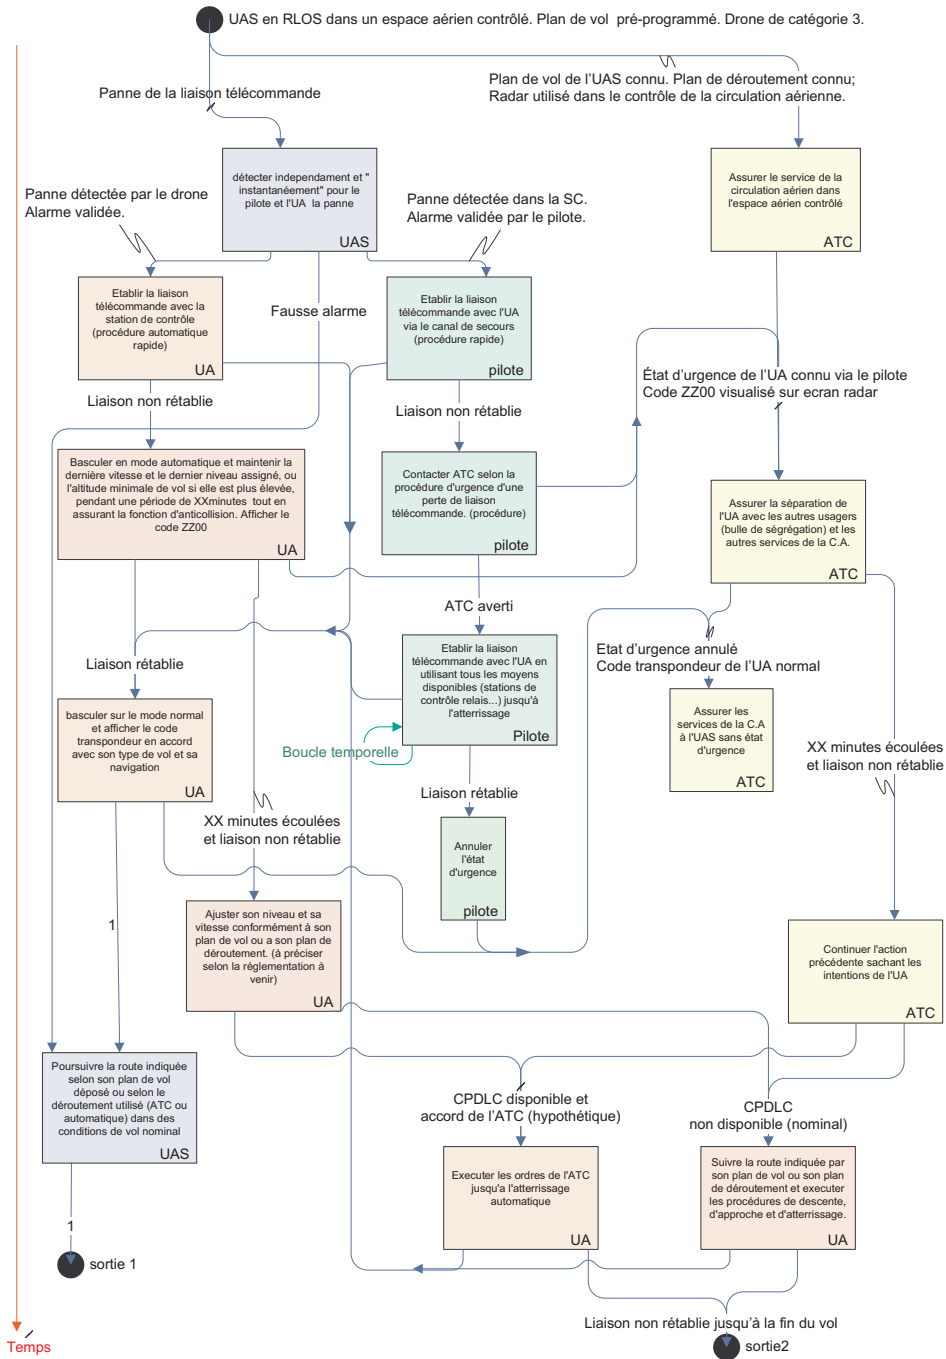 UAS en RLOS dans un espace aérien contrôlé. Plan de vol pré-programmé. Drone de catégorie 3.
Plan de vol de l'UAS connu. Plan de déroutement connu;
Radar utilisé dans le contrôle de la circulation aérienne.
Panne de la liaison télécommande
détecter independament et "
instantanéement" pour le
pilote et l'UA la panne
UAS
Assurer le service de la
circulation aérien dans
l'espace aérien contrôlé
ATC
Panne détectée par le drone
Alarme validée.
Panne détectée dans la SC.
Alarme validée par le pilote.
Etablir la liaison
télécommande avec la
station de contrôle
(procédure automatique
rapide)
UA
Fausse alarme
Etablir la liaison
télécommande avec l'UA
via le canal de secours
(procédure rapide)
pilote
État d'urgence de l'UA connu via le pilote
Code ZZ00 visualisé sur ecran radar
Liaison non rétablie
Liaison non rétablie
Basculer en mode automatique et maintenir la
dernière vitesse et le dernier niveau assigné, ou
l'altitude minimale de vol si elle est plus élevée,
pendant une période de XXminutes tout en
assurant la fonction d'anticollision. Afficher le
code ZZ00
UA
Contacter ATC selon la
procédure d'urgence d'une
perte de liaison
télécommande. (procédure)
pilote
Assurer la séparation de
l'UA avec les autres usagers
(bulle de ségrégation) et les
autres services de la C.A.
ATC
ATC averti
Etablir la liaison
télécommande avec l'UA en
utilisant tous les moyens
disponibles (stations de
contrôle relais...) jusqu'à
l'atterrissage
Pilote
Etat d'urgence annulé
Code transpondeur de l'UA normal
Liaison rétablie
basculer sur le mode normal
et afficher le code
transpondeur en accord
avec son type de vol et sa
navigation
UA
Boucle temporelle
Assurer les
services de la C.A
à l'UAS sans état
d'urgence
ATC
XX minutes écoulées
et liaison non rétablie
Liaison rétablie
XX minutes écoulées
et liaison non rétablie
Annuler
l'état
d'urgence
pilote
1
Ajuster son niveau et sa
vitesse conformément à son
plan de vol ou a son plan de
déroutement. (à préciser
selon la réglementation à
venir)
UA
Continuer l'action
précédente sachant les
intentions de l'UA
ATC
Poursuivre la route indiquée
selon son plan de vol
déposé ou selon le
déroutement utilisé (ATC ou
automatique) dans des
conditions de vol nominal
UAS
CPDLC disponible et
accord de l'ATC (hypothétique)
CPDLC
non disponible (nominal)
Executer les ordres de l'ATC
jusqu'a l'atterrissage
automatique
UA
Suivre la route indiquée par
son plan de vol ou son plan
de déroutement et executer
les procédures de descente,
d'approche et d'atterrissage.
UA
1
sortie 1
Liaison non rétablie jusqu'à la fin du vol
sortie2
Temps